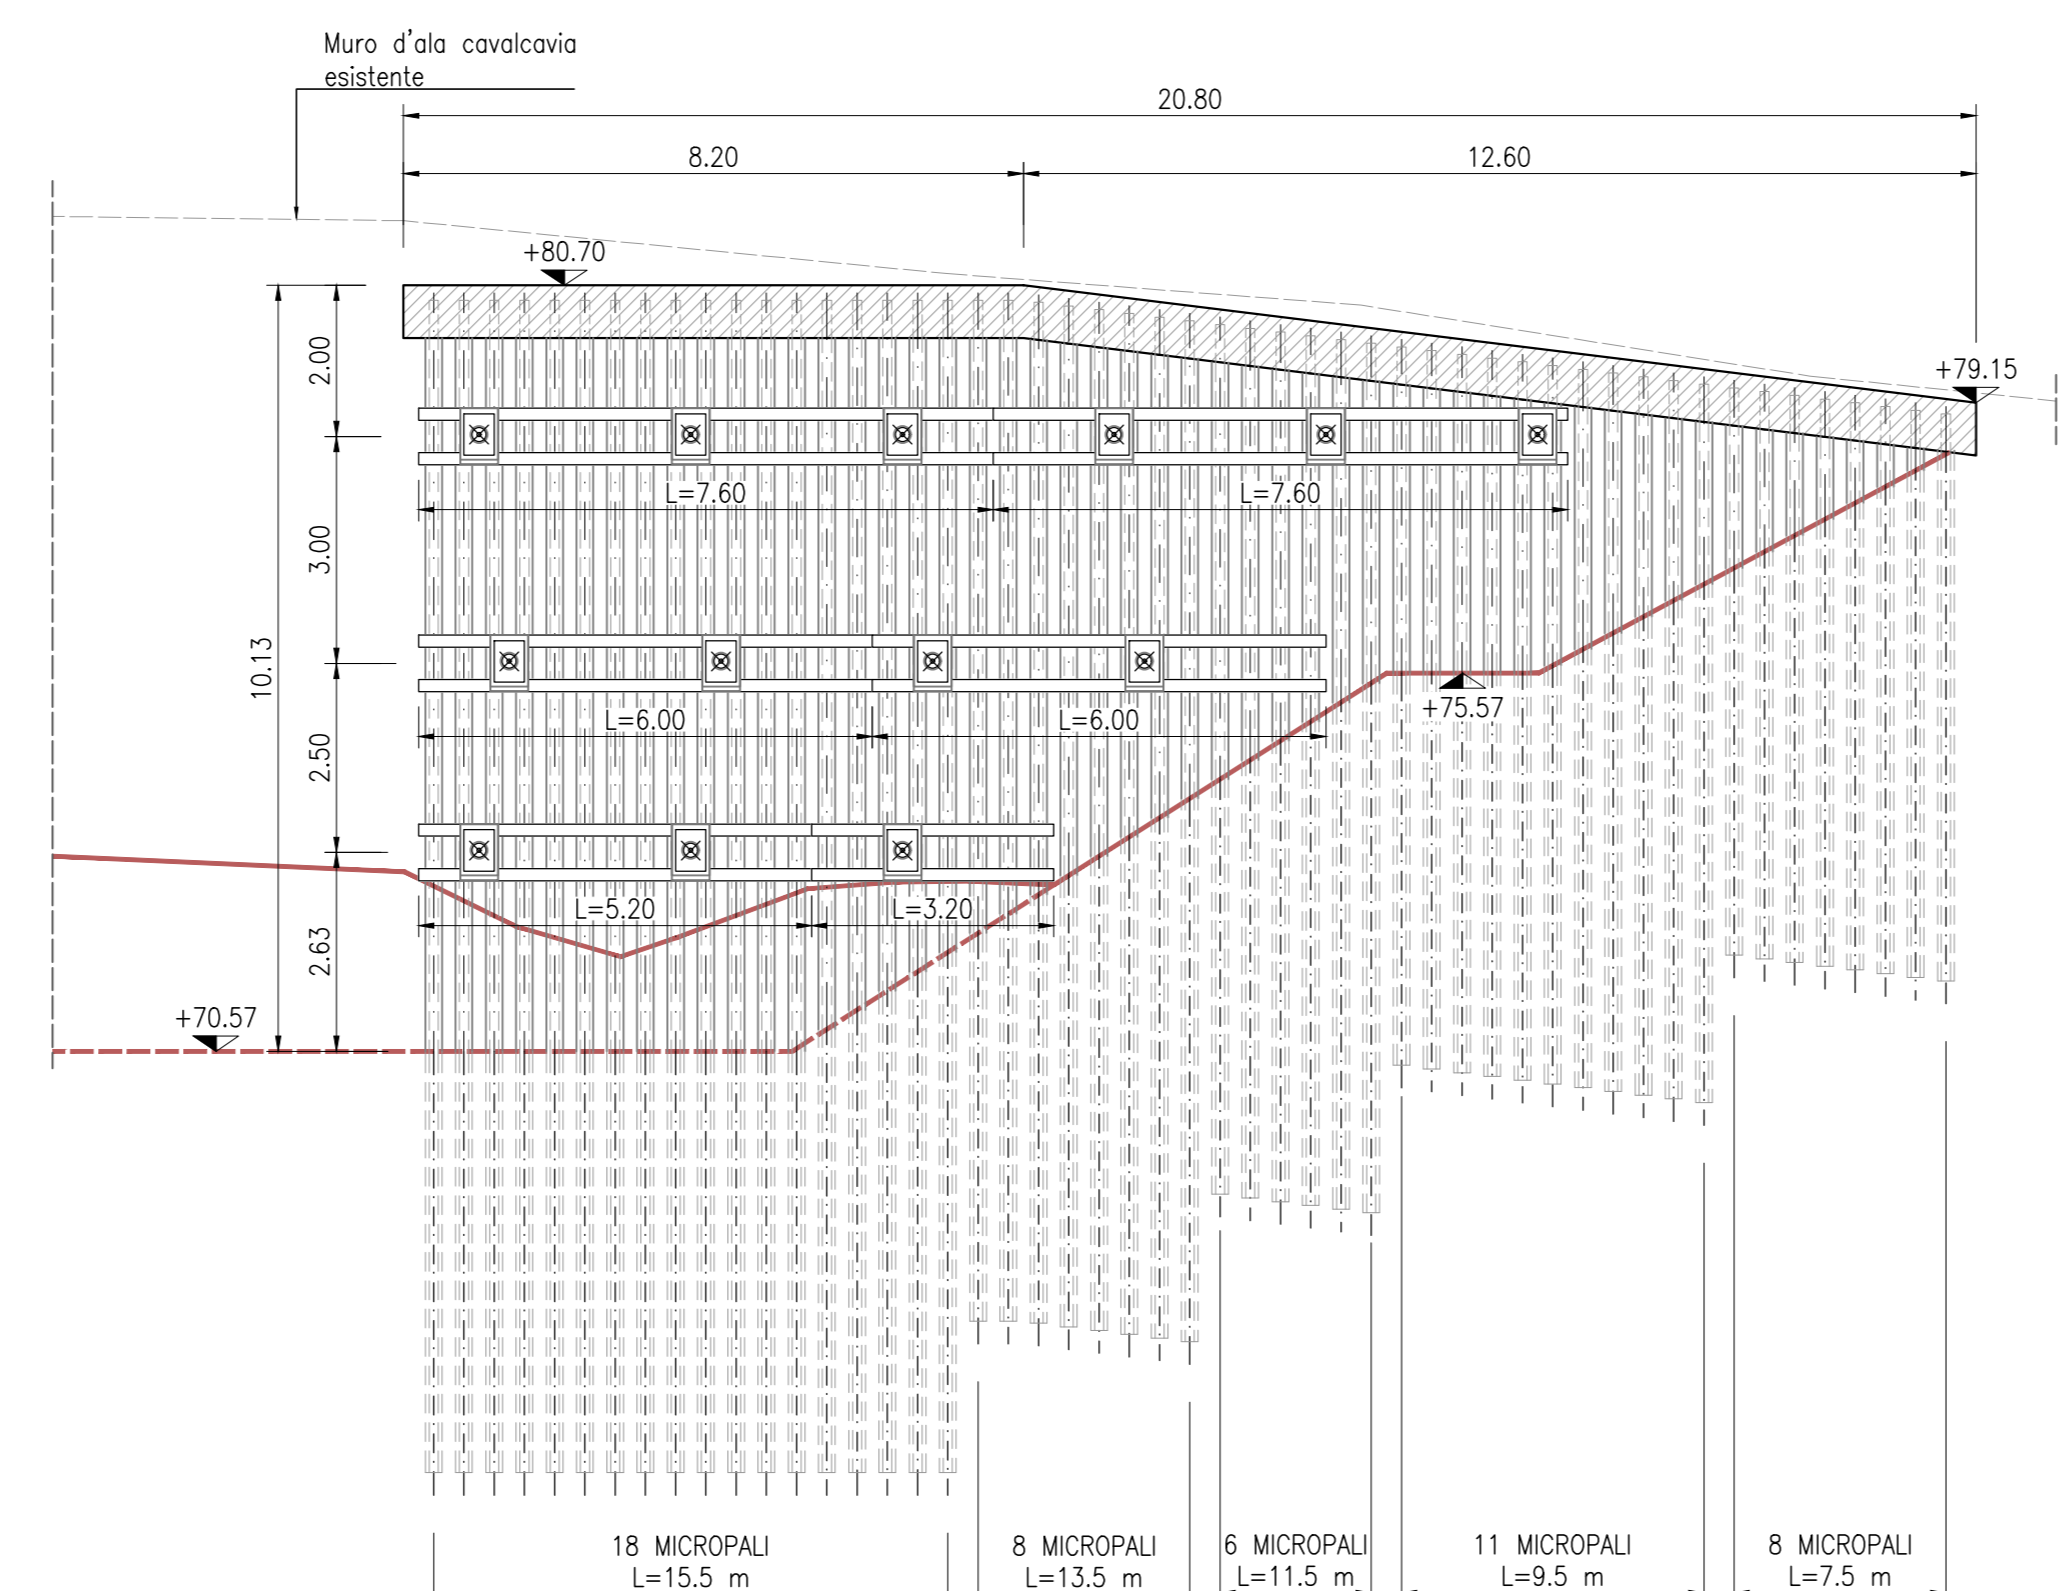 Muro d'ala cavalcavia
esistente
20.80
8.20
12.60
+80.70
+79.15
2.00
3.00
2.50
2.63
10.13
L=7.60
L=7.60
L=6.00
L=6.00
+75.57
L=5.20
L=3.20
+70.57
18 MICROPALI
L=15.5 m
8 MICROPALI
L=13.5 m
6 MICROPALI
L=11.5 m
11 MICROPALI
L=9.5 m
8 MICROPALI
L=7.5 m